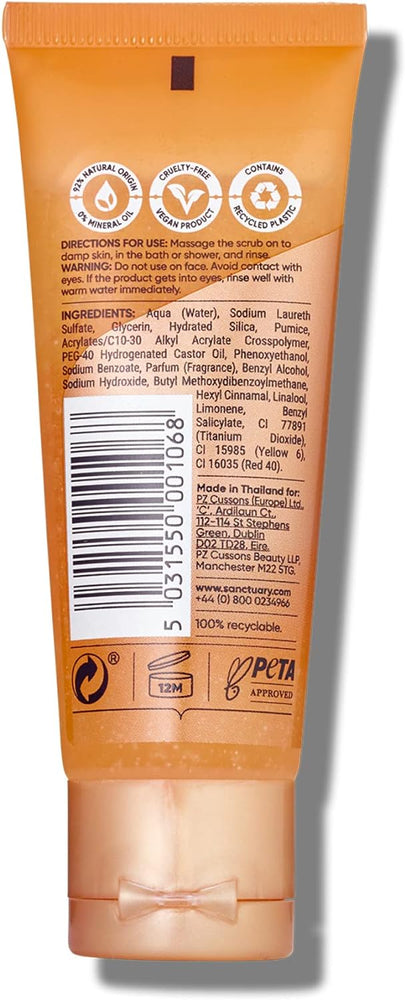 92% NATURAL ORIGIN
0% MINERAL OIL
CRUELTY-FREE
VEGAN PRODUCT
CONTAINS
RECYCLED PLASTIC
DIRECTIONS FOR USE: Massage the scrub on to
damp skin, in the bath or shower, and rinse.
WARNING: Do not use on face. Avoid contact with
eyes. If the product gets into eyes, rinse well with
warm water immediately.
INGREDIENTS: Aqua (Water), Sodium Laureth
Sulfate, Glycerin, Hydrated Silica, Pumice,
Acrylates/C10-30 Alkyl Acrylate Crosspolymer,
PEG-40 Hydrogenated Castor Oil, Phenoxyethanol,
Sodium Benzoate, Parfum (Fragrance), Benzyl Alcohol,
Sodium Hydroxide, Butyl Methoxydibenzoylmethane,
Hexyl Cinnamal, Linalool,
Limonene, Benzyl
Salicylate, CI 77891
(Titanium Dioxide),
CI 15985 (Yellow 6),
CI 16035 (Red 40).
5 031550 001068
Made in Thailand for:
PZ Cussons (Europe) Ltd.,
'C', Ardilaun Ct.,
112-114 St Stephens
Green, Dublin
D02 TD28, Eire.
PZ Cussons Beauty LLP,
Manchester M22 5TG.
www.sanctuary.com
+44 (0) 800 0234966
100% recyclable.
®
12M
PETA
APPROVED